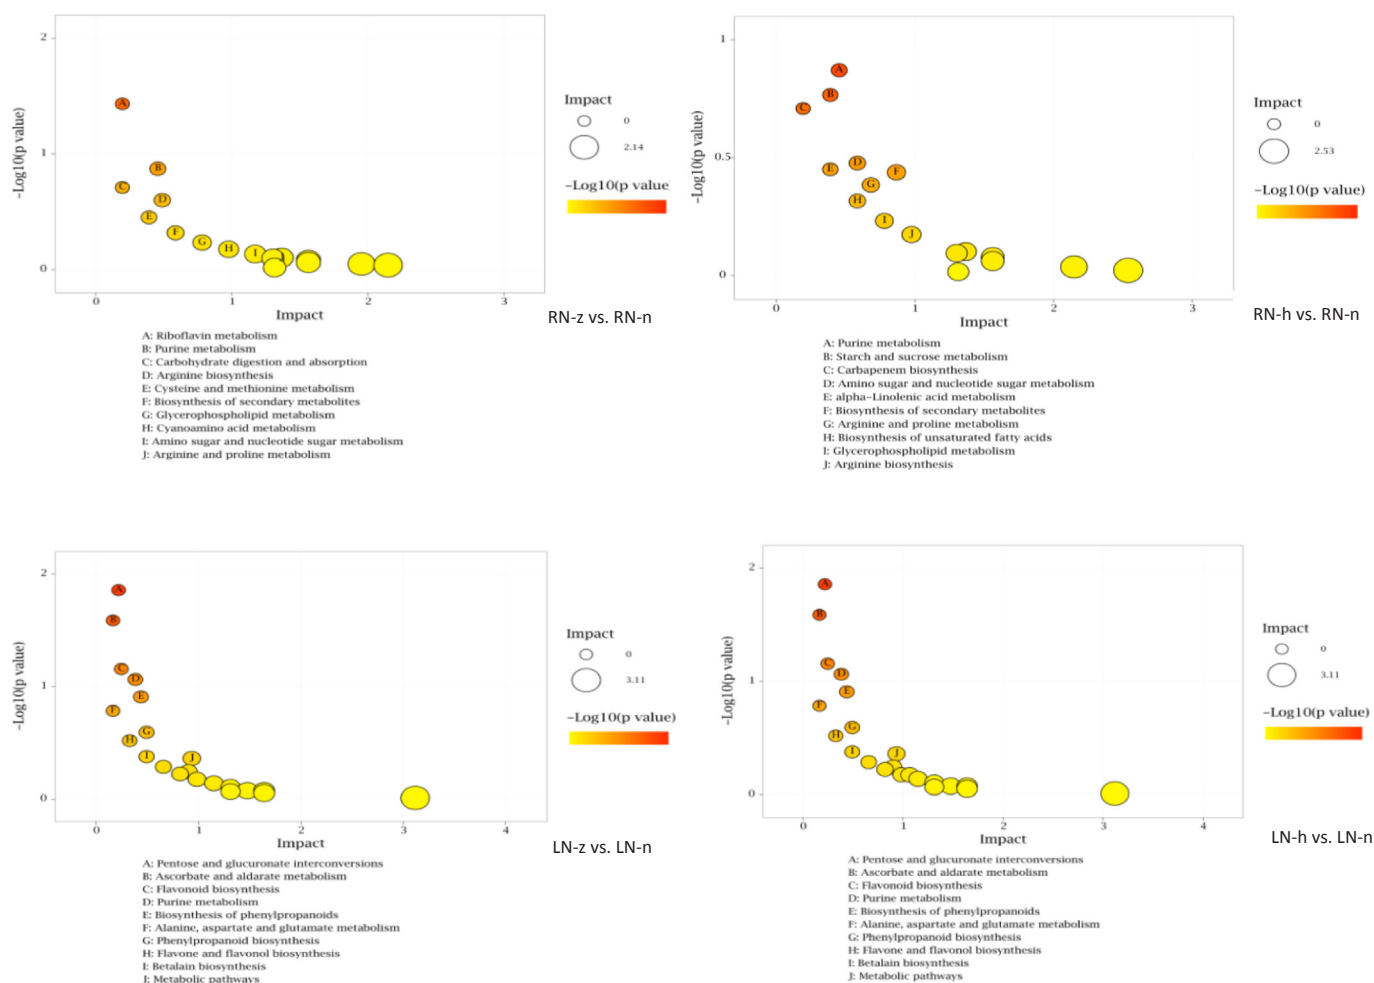 2
1
0
−Log10(p value)
A
B
C
D
E
F
G
H
I
0
1
2
3
Impact
Impact
0
2.14
−Log10(p value
RN-z vs. RN-n
A: Riboflavin metabolism
B: Purine metabolism
C: Carbohydrate digestion and absorption
D: Arginine biosynthesis
E: Cysteine and methionine metabolism
F: Biosynthesis of secondary metabolites
G: Glycerophospholipid metabolism
H: Cyanoamino acid metabolism
I: Amino sugar and nucleotide sugar metabolism
J: Arginine and proline metabolism
1
0.5
0
−Log10(p value)
A
B
C
D
E
F
G
H
I
J
0
1
2
3
Impact
Impact
0
2.53
−Log10(p value)
RN-h vs. RN-n
A: Purine metabolism
B: Starch and sucrose metabolism
C: Carbapenem biosynthesis
D: Amino sugar and nucleotide sugar metabolism
E: alpha−Linolenic acid metabolism
F: Biosynthesis of secondary metabolites
G: Arginine and proline metabolism
H: Biosynthesis of unsaturated fatty acids
I: Glycerophospholipid metabolism
J: Arginine biosynthesis
2
1
0
−Log10(p value)
A
B
C
D
E
F
G
H
I
J
0
1
2
3
4
Impact
Impact
0
3.11
−Log10(p value)
LN-z vs. LN-n
A: Pentose and glucuronate interconversions
B: Ascorbate and aldarate metabolism
C: Flavonoid biosynthesis
D: Purine metabolism
E: Biosynthesis of phenylpropanoids
F: Alanine, aspartate and glutamate metabolism
G: Phenylpropanoid biosynthesis
H: Flavone and flavonol biosynthesis
I: Betalain biosynthesis
J: Metabolic pathways
2
1
0
−Log10(p value)
A
B
C
D
E
F
G
H
I
J
0
1
2
3
4
Impact
Impact
0
3.11
−Log10(p value)
LN-h vs. LN-n
A: Pentose and glucuronate interconversions
B: Ascorbate and aldarate metabolism
C: Flavonoid biosynthesis
D: Purine metabolism
E: Biosynthesis of phenylpropanoids
F: Alanine, aspartate and glutamate metabolism
G: Phenylpropanoid biosynthesis
H: Flavone and flavonol biosynthesis
I: Betalain biosynthesis
J: Metabolic pathways